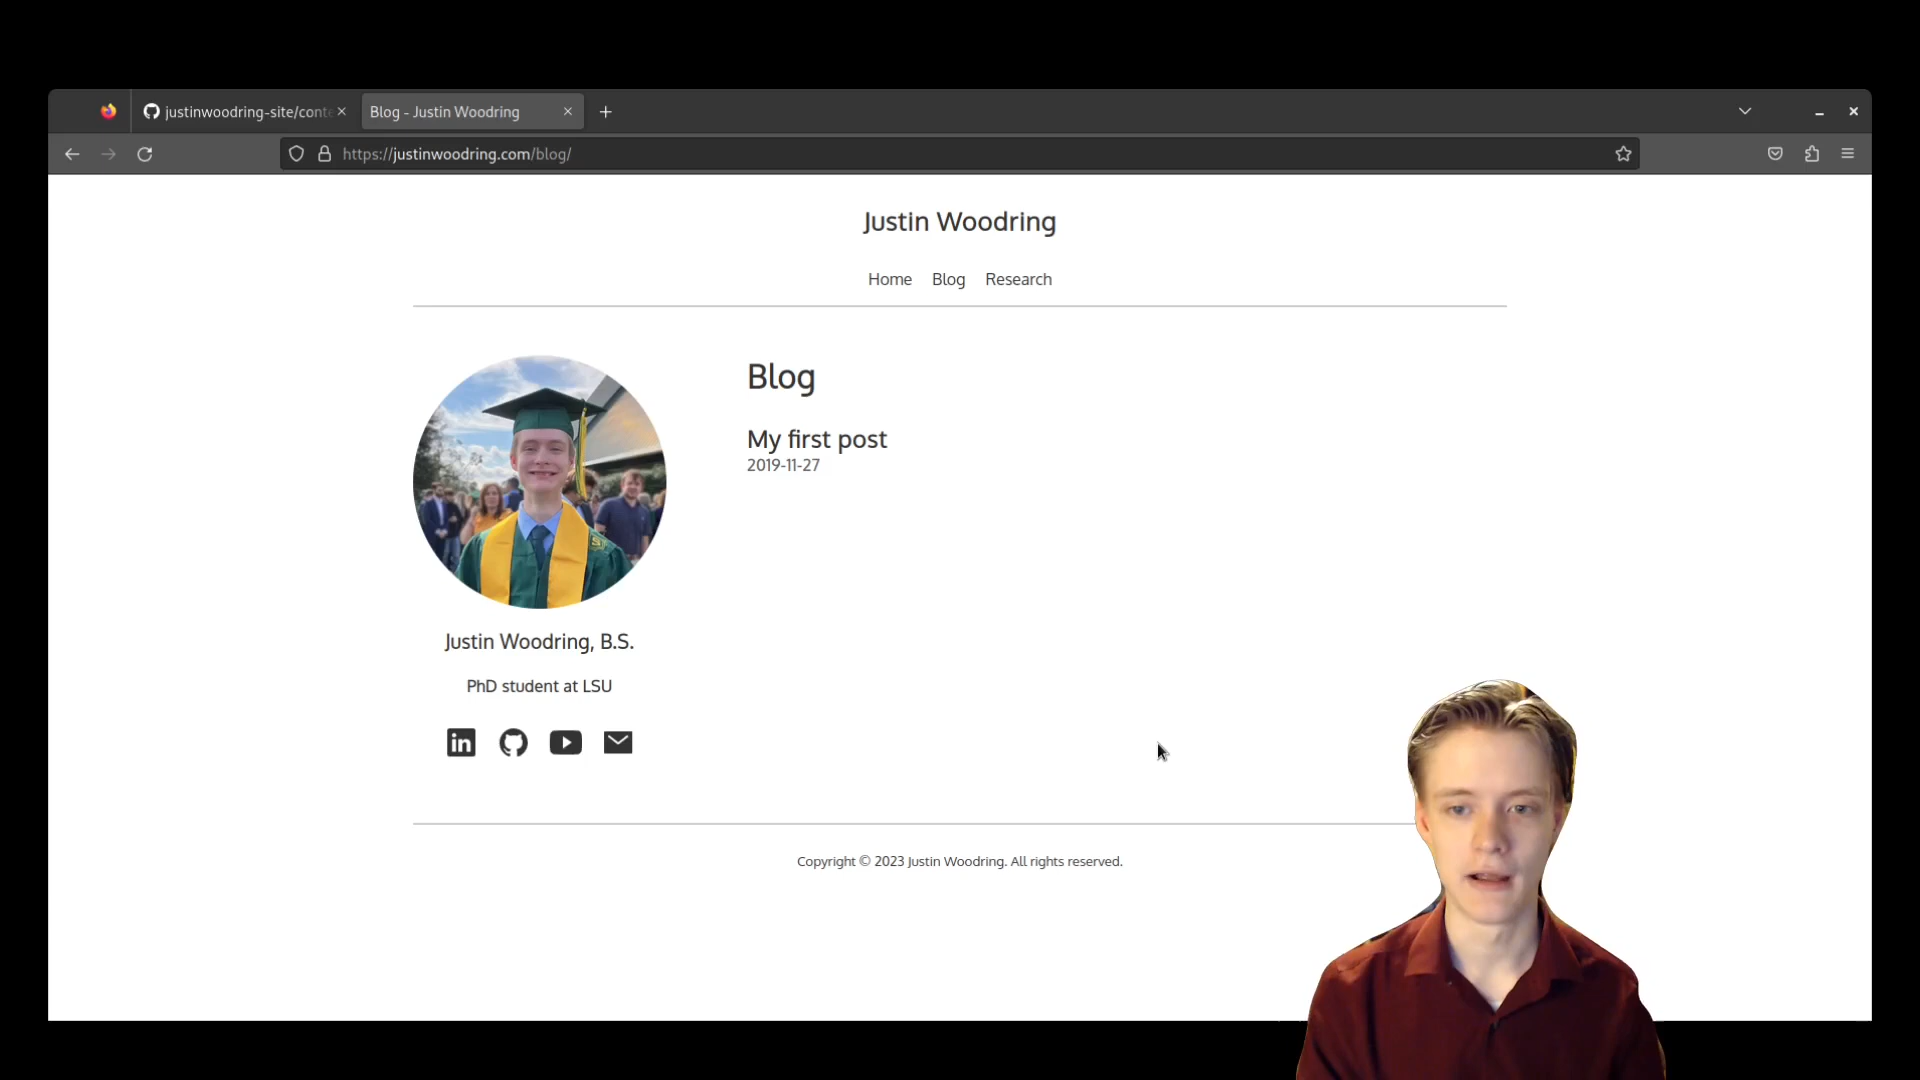 justinwoodring-site/conte
Blog - Justin Woodring
https://justinwoodring.com/blog/
Justin Woodring
Home Blog Research
Blog
My first post
2019-11-27
Justin Woodring, B.S.
PhD student at LSU
in
Copyright © 2023 Justin Woodring. All rights reserved.